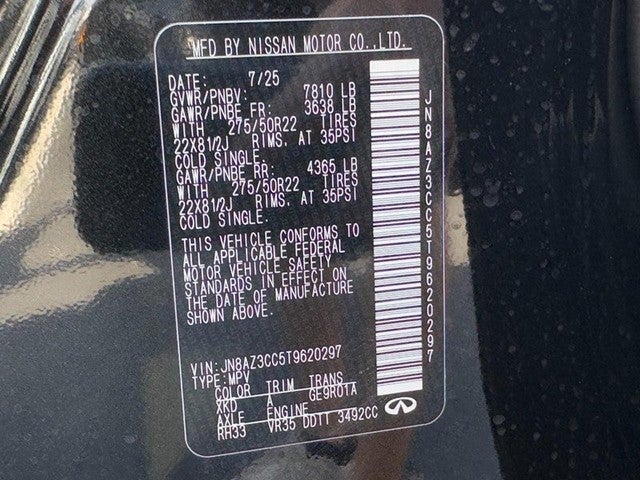 MFD BY NISSAN MOTOR CO.,LTD.
DATE: 7/25
GVWR/PNBV: 7810 LB
GAWR/PNBE FR: 3638 LB
WITH 275/50R22 TIRES
22X81/2J RIMS, AT 35PSI
COLD SINGLE.
GAWR/PNBE RR: 4365 LB
WITH 275/50R22 TIRES
22X81/2J RIMS, AT 35PSI
COLD SINGLE.
THIS VEHICLE CONFORMS TO
ALL APPLICABLE FEDERAL
MOTOR VEHICLE SAFETY
STANDARDS IN EFFECT ON
THE DATE OF MANUFACTURE
SHOWN ABOVE.
VIN: JN8AZ3CC5T9620297
TYPE: MPV
COLOR TRIM TRANS
XKD A GE9R01A
AXLE ENGINE
RH33 VR35 DDTT 3492CC
JN8AZ3CC5T9620297